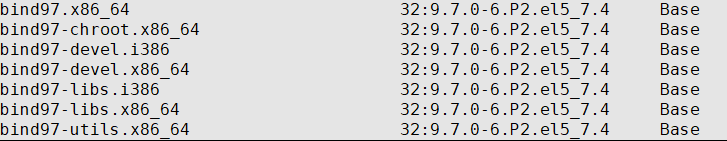 bind97.x86_64 32:9.7.0-6.P2.el5_7.4 Base
bind97-chroot.x86_64 32:9.7.0-6.P2.el5_7.4 Base
bind97-devel.i386 32:9.7.0-6.P2.el5_7.4 Base
bind97-devel.x86_64 32:9.7.0-6.P2.el5_7.4 Base
bind97-libs.i386 32:9.7.0-6.P2.el5_7.4 Base
bind97-libs.x86_64 32:9.7.0-6.P2.el5_7.4 Base
bind97-utils.x86_64 32:9.7.0-6.P2.el5_7.4 Base